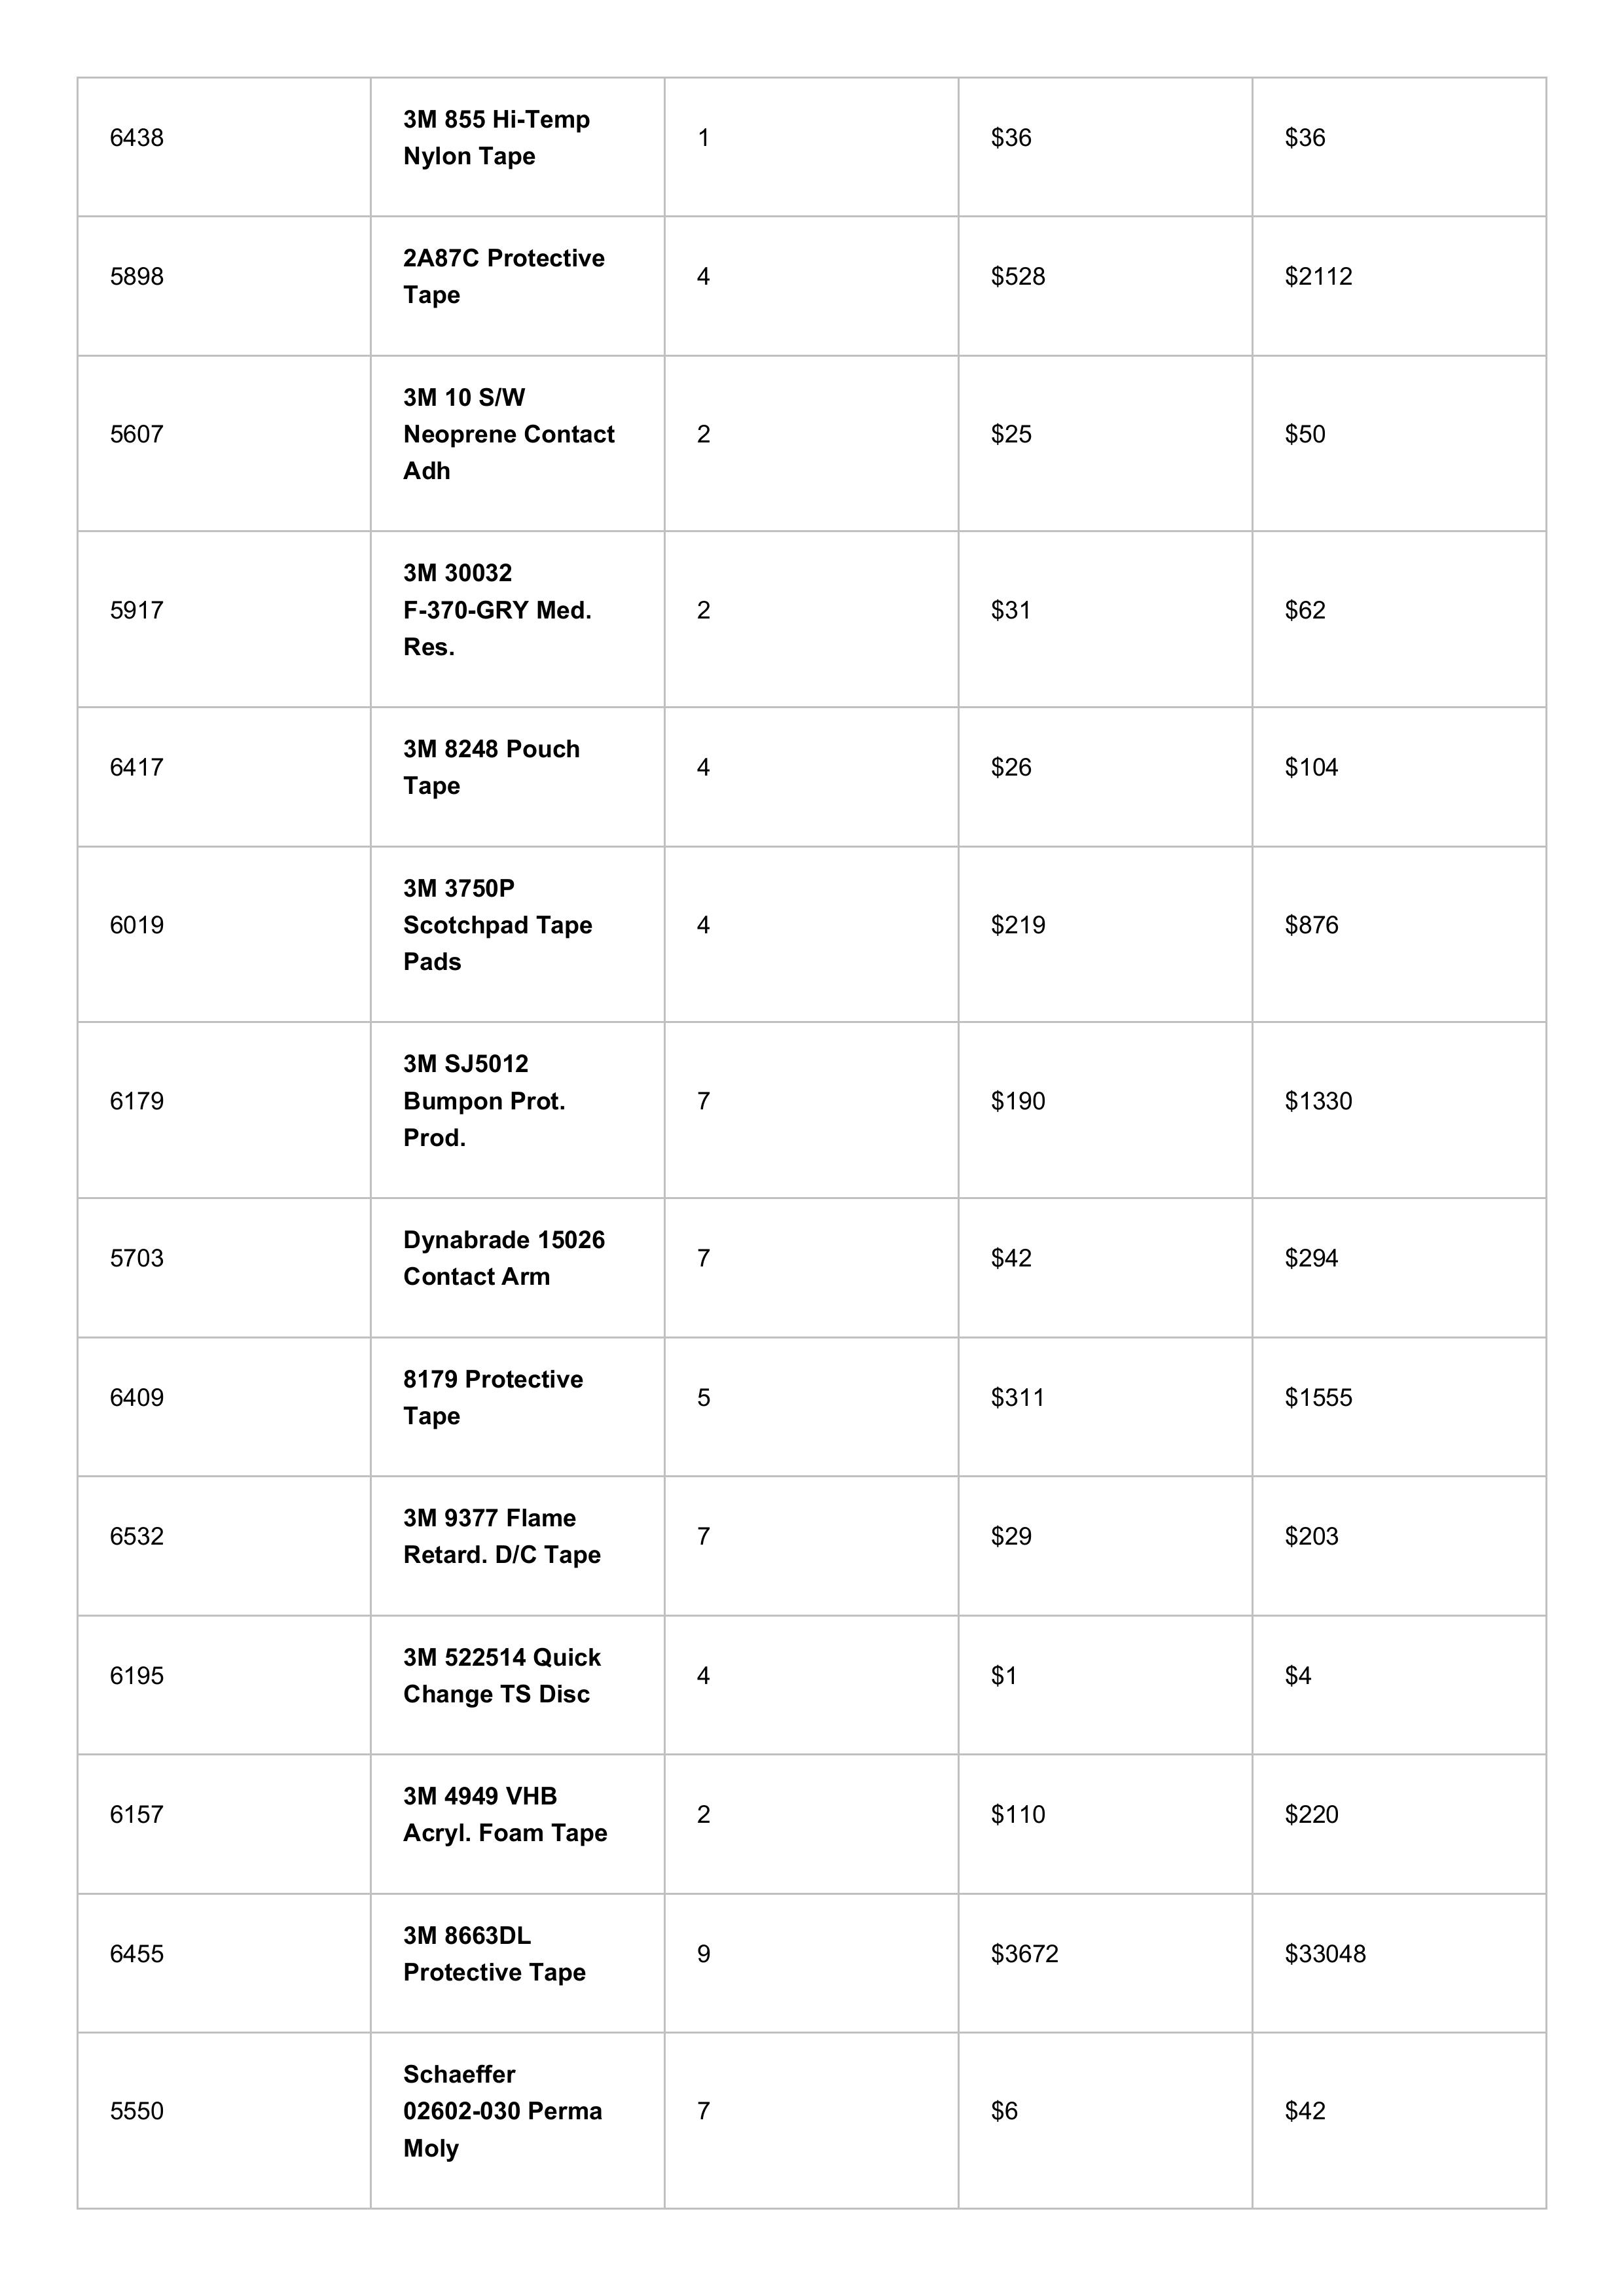 6438
3M 855 Hi-Temp
Nylon Tape
1
$36
$36
5898
2A87C Protective
Tape
4
$528
$2112
5607
3M 10 S/W
Neoprene Contact
Adh
2
$25
$50
5917
3M 30032
F-370-GRY Med.
Res.
2
$31
$62
6417
3M 8248 Pouch
Tape
4
$26
$104
6019
3M 3750P
Scotchpad Tape
Pads
4
$219
$876
6179
3M SJ5012
Bumpon Prot.
Prod.
7
$190
$1330
5703
Dynabrade 15026
Contact Arm
7
$42
$294
6409
8179 Protective
Tape
5
$311
$1555
6532
3M 9377 Flame
Retard. D/C Tape
7
$29
$203
6195
3M 522514 Quick
Change TS Disc
4
$1
$4
6157
3M 4949 VHB
Acryl. Foam Tape
2
$110
$220
6455
3M 8663DL
Protective Tape
9
$3672
$33048
5550
Schaeffer
02602-030 Perma
Moly
7
$6
$42